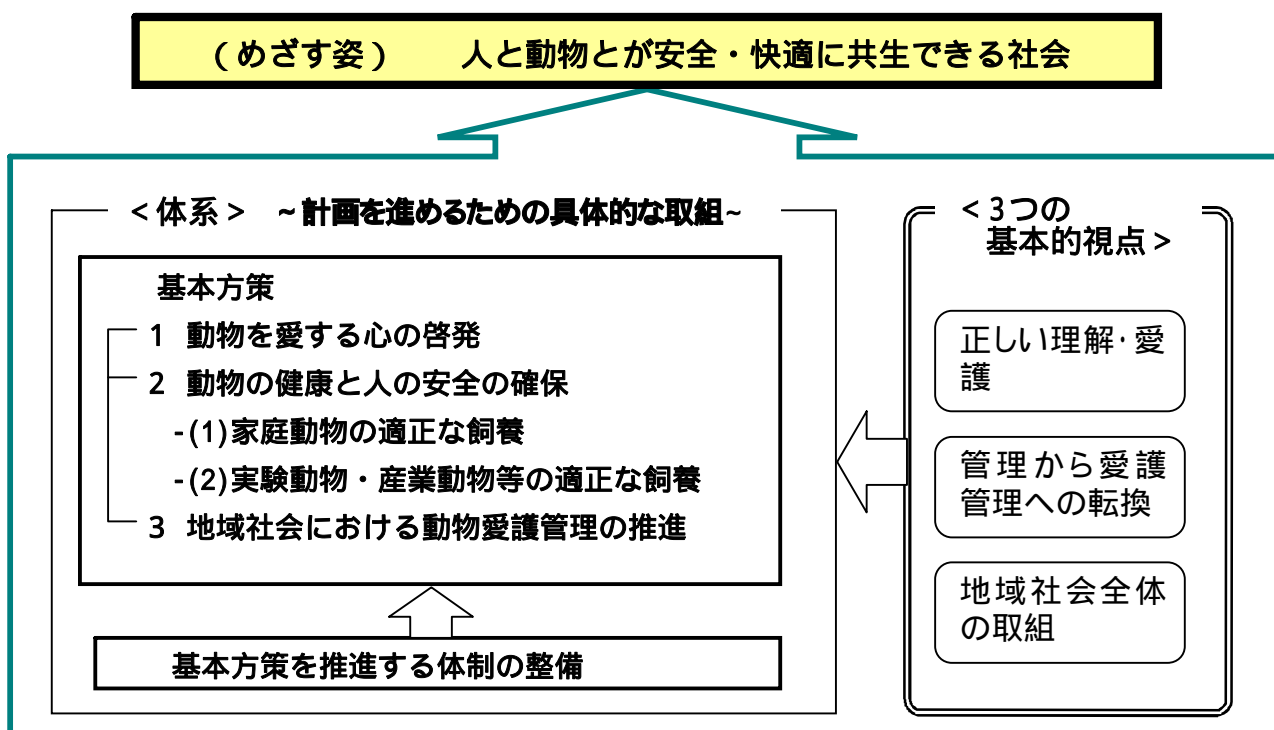 (めざす姿) 人と動物とが安全・快適に共生できる社会
<体系> ~計画を進めるための具体的な取組~
基本方策
1 動物を愛する心の啓発
2 動物の健康と人の安全の確保
-(1)家庭動物の適正な飼養
-(2)実験動物・産業動物等の適正な飼養
3 地域社会における動物愛護管理の推進
基本方策を推進する体制の整備
<3つの
基本的視点>
正しい理解・愛
護
管理から愛護
管理への転換
地域社会全体
の取組